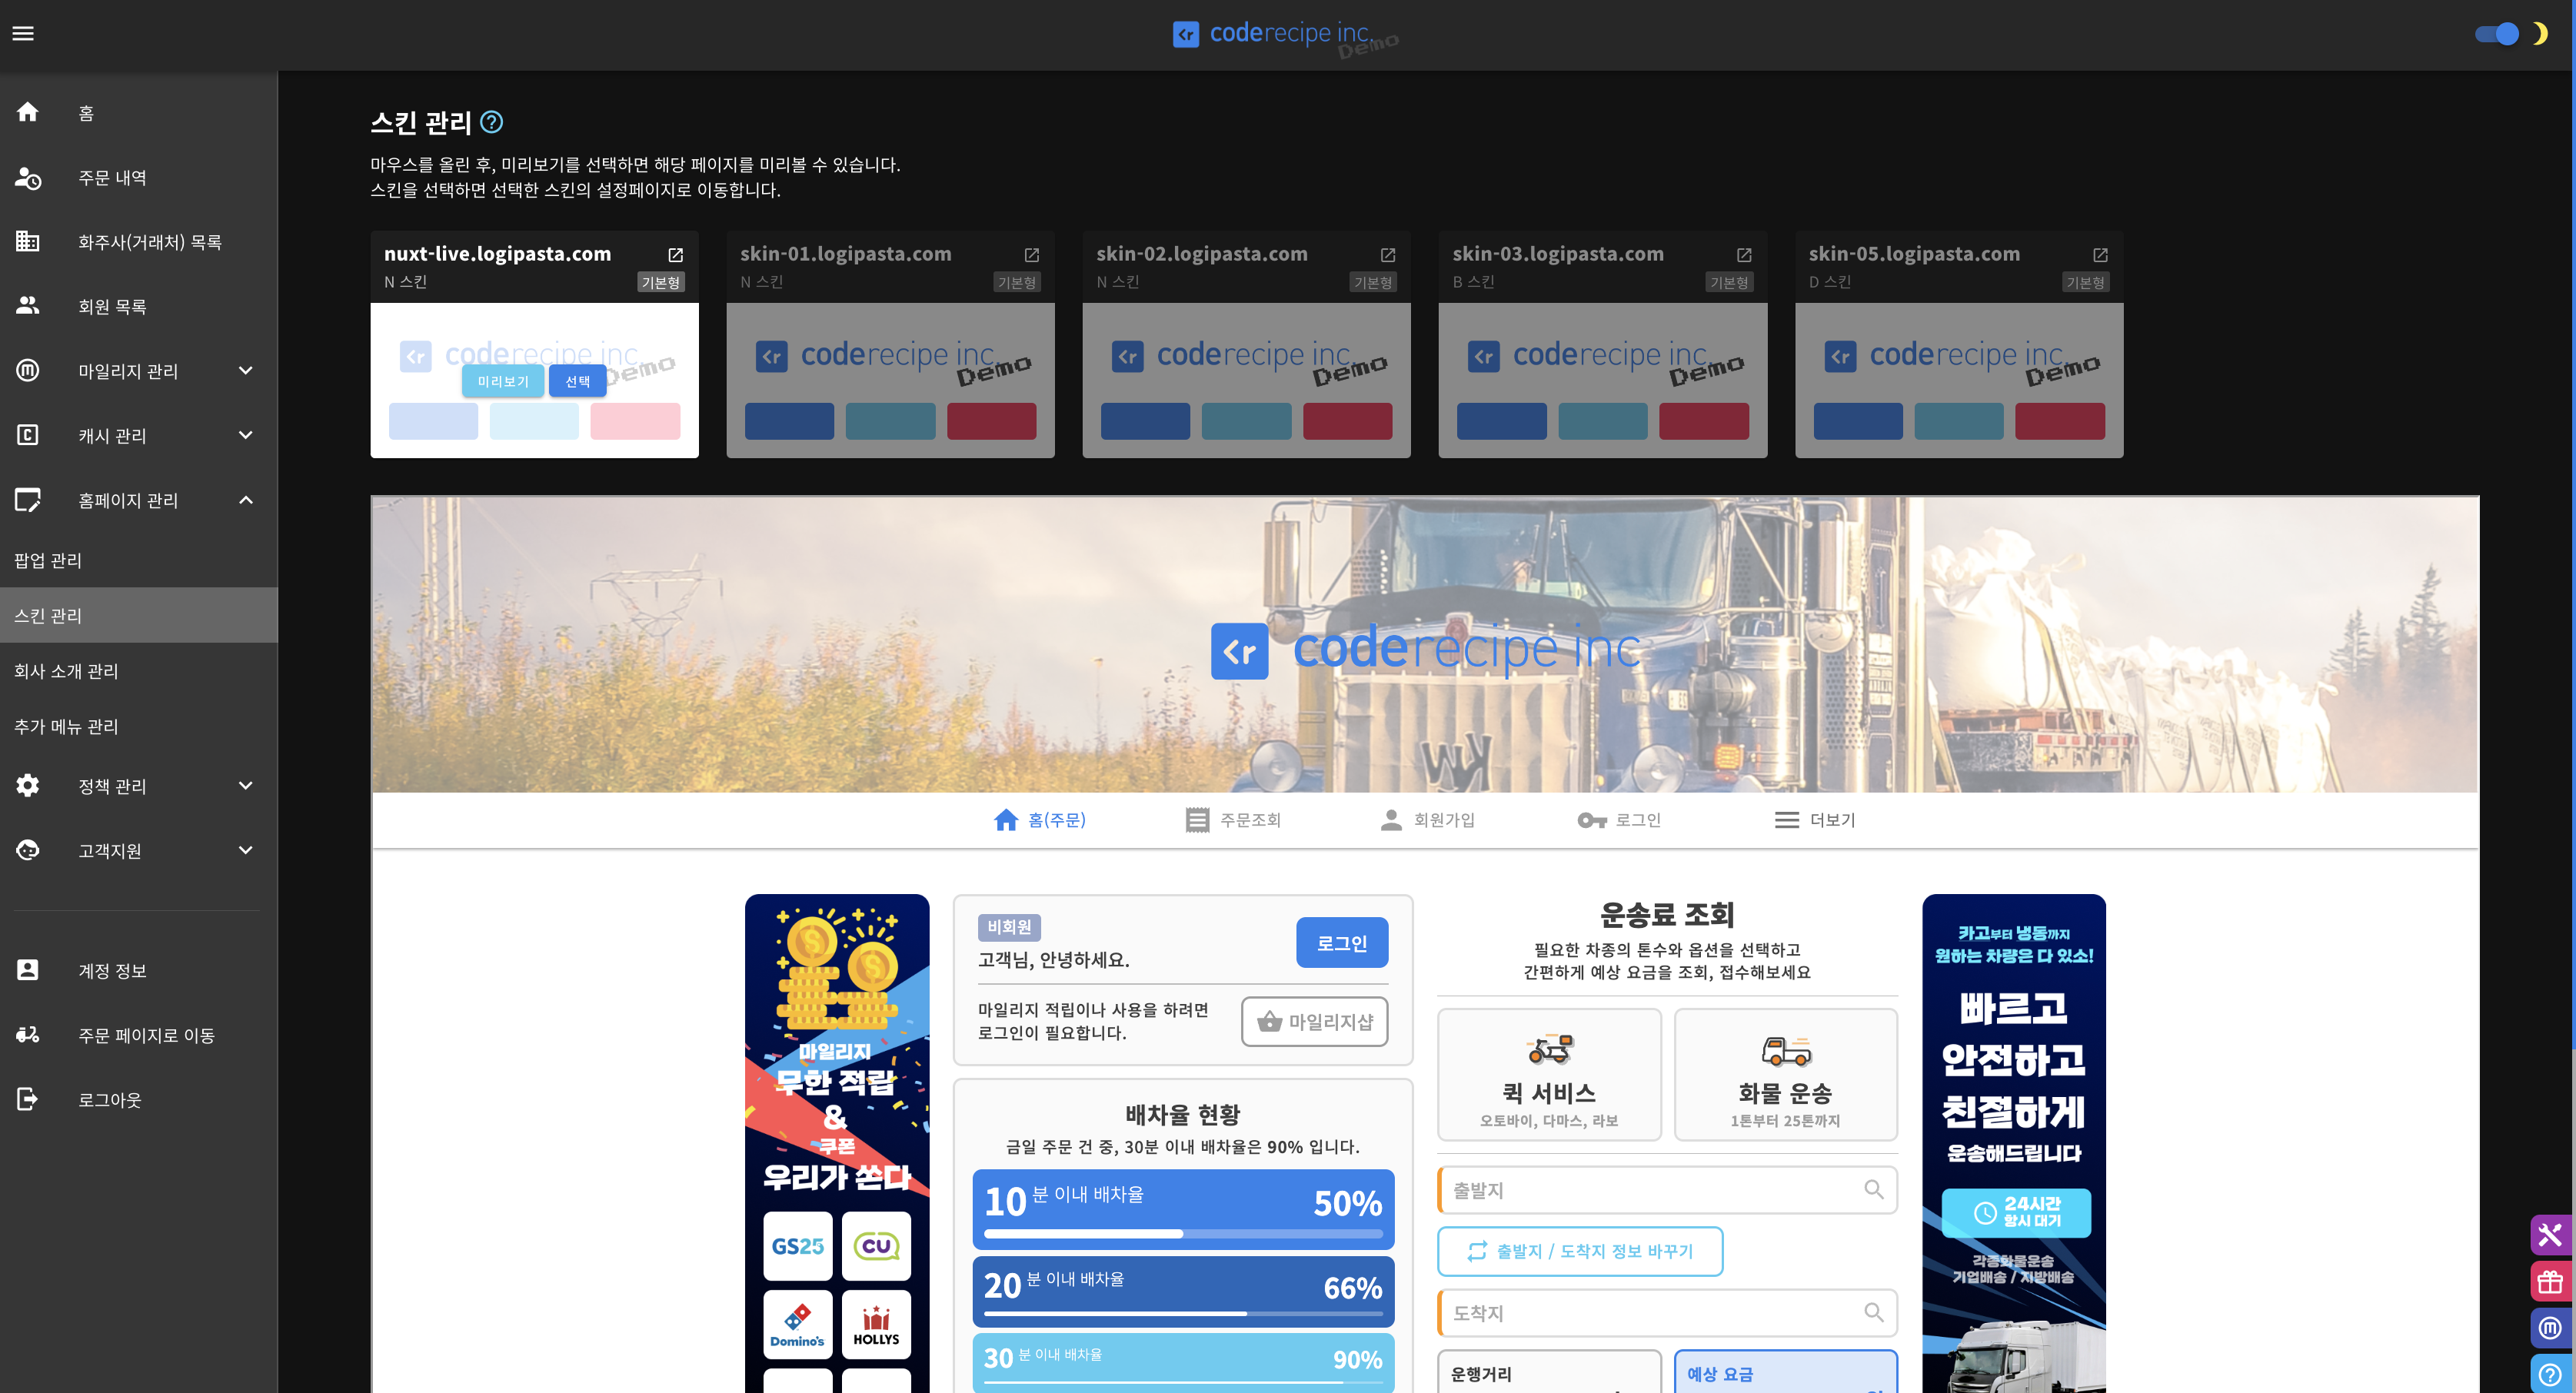 coderecipe inc.
Demo
홈
주문 내역
화주사(거래처) 목록
회원 목록
마일리지 관리
캐시 관리
홈페이지 관리
팝업 관리
스킨 관리
회사 소개 관리
추가 메뉴 관리
정책 관리
고객지원
계정 정보
주문 페이지로 이동
로그아웃
스킨 관리
마우스를 올린 후, 미리보기를 선택하면 해당 페이지를 미리볼 수 있습니다.
스킨을 선택하면 선택한 스킨의 설정페이지로 이동합니다.
nuxt-live.logipasta.com
N 스킨 기본형
coderecipe inc.
Demo
미리보기 선택
skin-01.logipasta.com
N 스킨 기본형
coderecipe inc.
Demo
skin-02.logipasta.com
N 스킨 기본형
coderecipe inc.
Demo
skin-03.logipasta.com
B 스킨 기본형
coderecipe inc.
Demo
skin-05.logipasta.com
D 스킨 기본형
coderecipe inc.
Demo
coderecipe inc
홈(주문) 주문조회 회원가입 로그인 더보기
마일리지
무한 적립
&
쿠폰
우리가 쏜다
GS25 CU
Domino's HOLLYS
비회원
고객님, 안녕하세요.
로그인
마일리지 적립이나 사용을 하려면
로그인이 필요합니다.
마일리지샵
배차율 현황
금일 주문 건 중, 30분 이내 배차율은 90% 입니다.
10 분 이내 배차율 50%
20 분 이내 배차율 66%
30 분 이내 배차율 90%
운송료 조회
필요한 차종의 톤수와 옵션을 선택하고
간편하게 예상 요금을 조회, 접수해보세요
퀵 서비스
오토바이, 다마스, 라보
화물 운송
1톤부터 25톤까지
출발지
출발지 / 도착지 정보 바꾸기
도착지
운행거리
예상 요금
카고부터 냉동까지
원하는 차량은 다 있소!
빠르고
안전하고
친절하게
운송해드립니다
24시간
항시 대기
각종화물운송
기업배송 / 지방배송